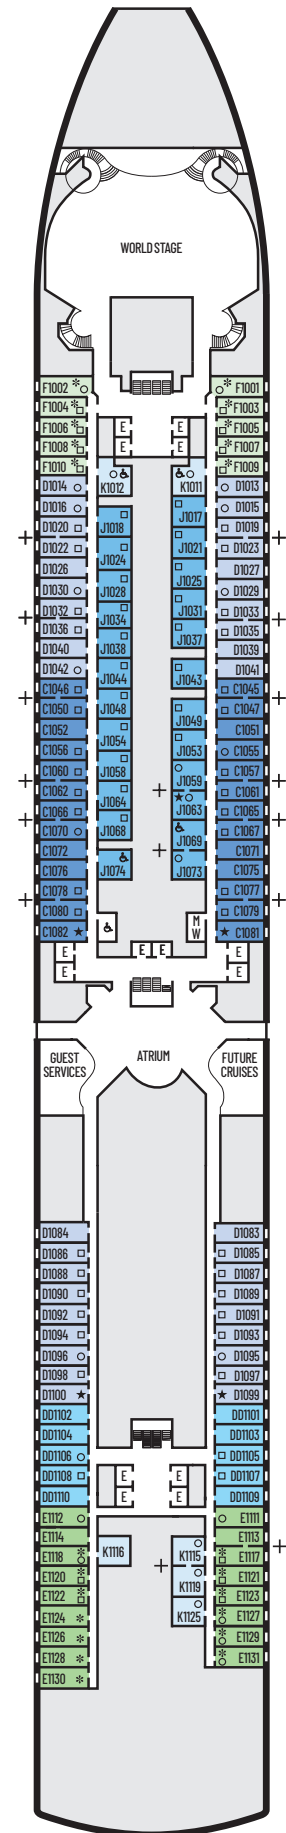 WORLD STAGE
F1002 F1001
F1004 F1003
F1006 E E F1005
F1008 E E F1007
F1010 F1009
D1014 K1012 K1011 D1013
D1016 J1017 D1015
D1020 J1018 D1019
D1022 J1021 D1023
D1026 J1024 J1025 D1027
D1030 J1028 D1029
D1032 J1034 J1031 D1033
D1036 J1037 D1035
D1040 J1038 D1039
D1042 J1044 J1043 D1041
C1046 C1045
C1050 J1048 J1049 C1047
C1052 J1054 C1051
C1056 J1053 C1055
C1060 J1058 J1059 C1057
C1062 J1064 J1063 C1061
C1066 C1065
C1070 J1068 J1069 C1067
C1072 C1071
C1076 J1074 J1073 C1075
C1078 C1077
C1080 M C1079
C1082 W C1081
E E E E
E E
GUEST SERVICES
ATRIUM
FUTURE CRUISES
D1084 D1083
D1086 D1085
D1088 D1087
D1090 D1089
D1092 D1091
D1094 D1093
D1096 D1095
D1098 D1097
D1100 D1099
DD1102 DD1101
DD1104 DD1103
DD1106 DD1105
DD1108 E E DD1107
DD1110 E E DD1109
E1112 E1111
E1114 E1113
E1118 K1116 K1115 E1117
E1120 E1121
E1122 K1119 E1123
E1124 K1125 E1127
E1126 E1129
E1128 E1131
E1130